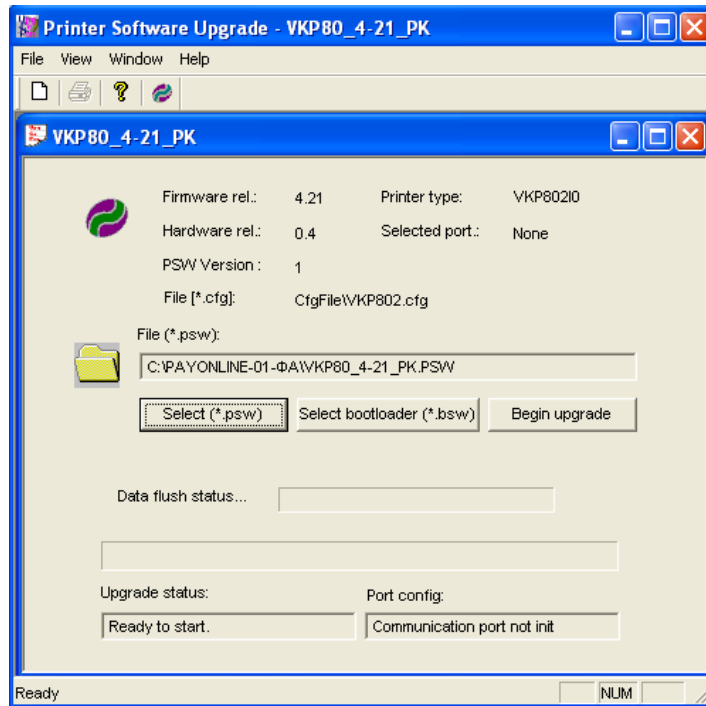 Printer Software Upgrade - VKP80_4-21_PK
File View Window Help
VKP80_4-21_PK
Firmware rel.: 4.21 Printer type: VKP802I0
Hardware rel.: 0.4 Selected port.: None
PSW Version : 1
File [*.cfg]: CfgFile\VKP802.cfg
File (*.psw):
C:\PAYONLINE-01-ФА\VKP80_4-21_PK.PSW
Select (*.psw) Select bootloader (*.bsw) Begin upgrade
Data flush status...
Upgrade status: Port config:
Ready to start. Communication port not init
Ready NUM